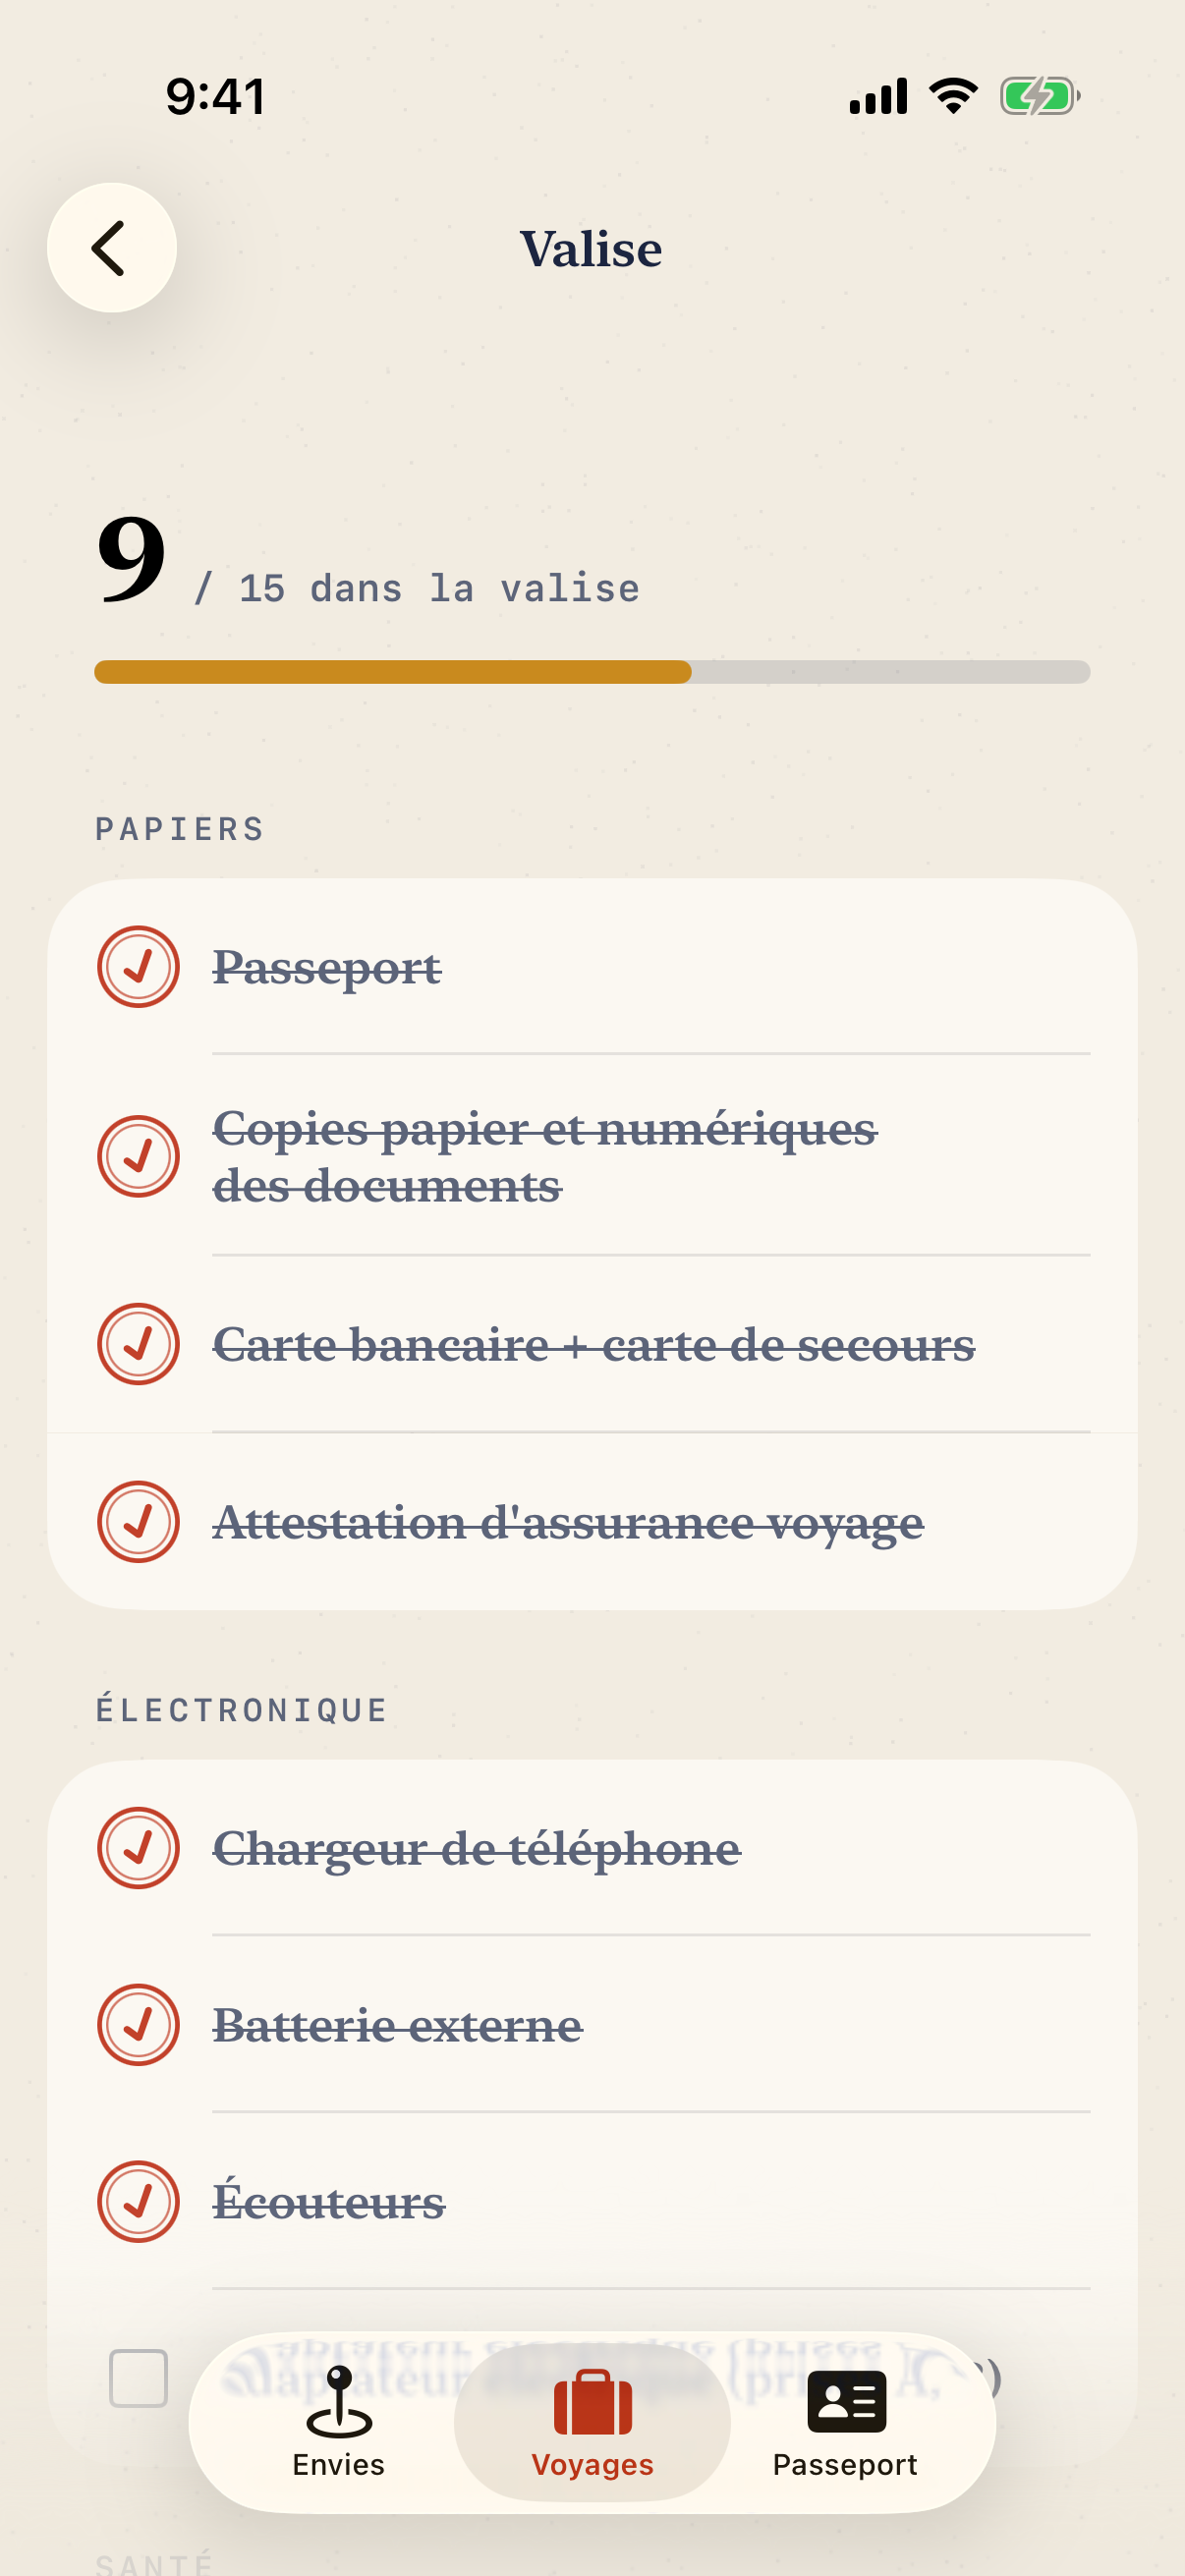 9:41
Valise
9 / 15 dans la valise
PAPIERS
Passeport
Copies papier et numériques
des documents
Carte bancaire + carte de secours
Attestation d'assurance voyage
ÉLECTRONIQUE
Chargeur de téléphone
Batterie externe
Écouteurs
Envies
Voyages
Passeport
SANTÉ